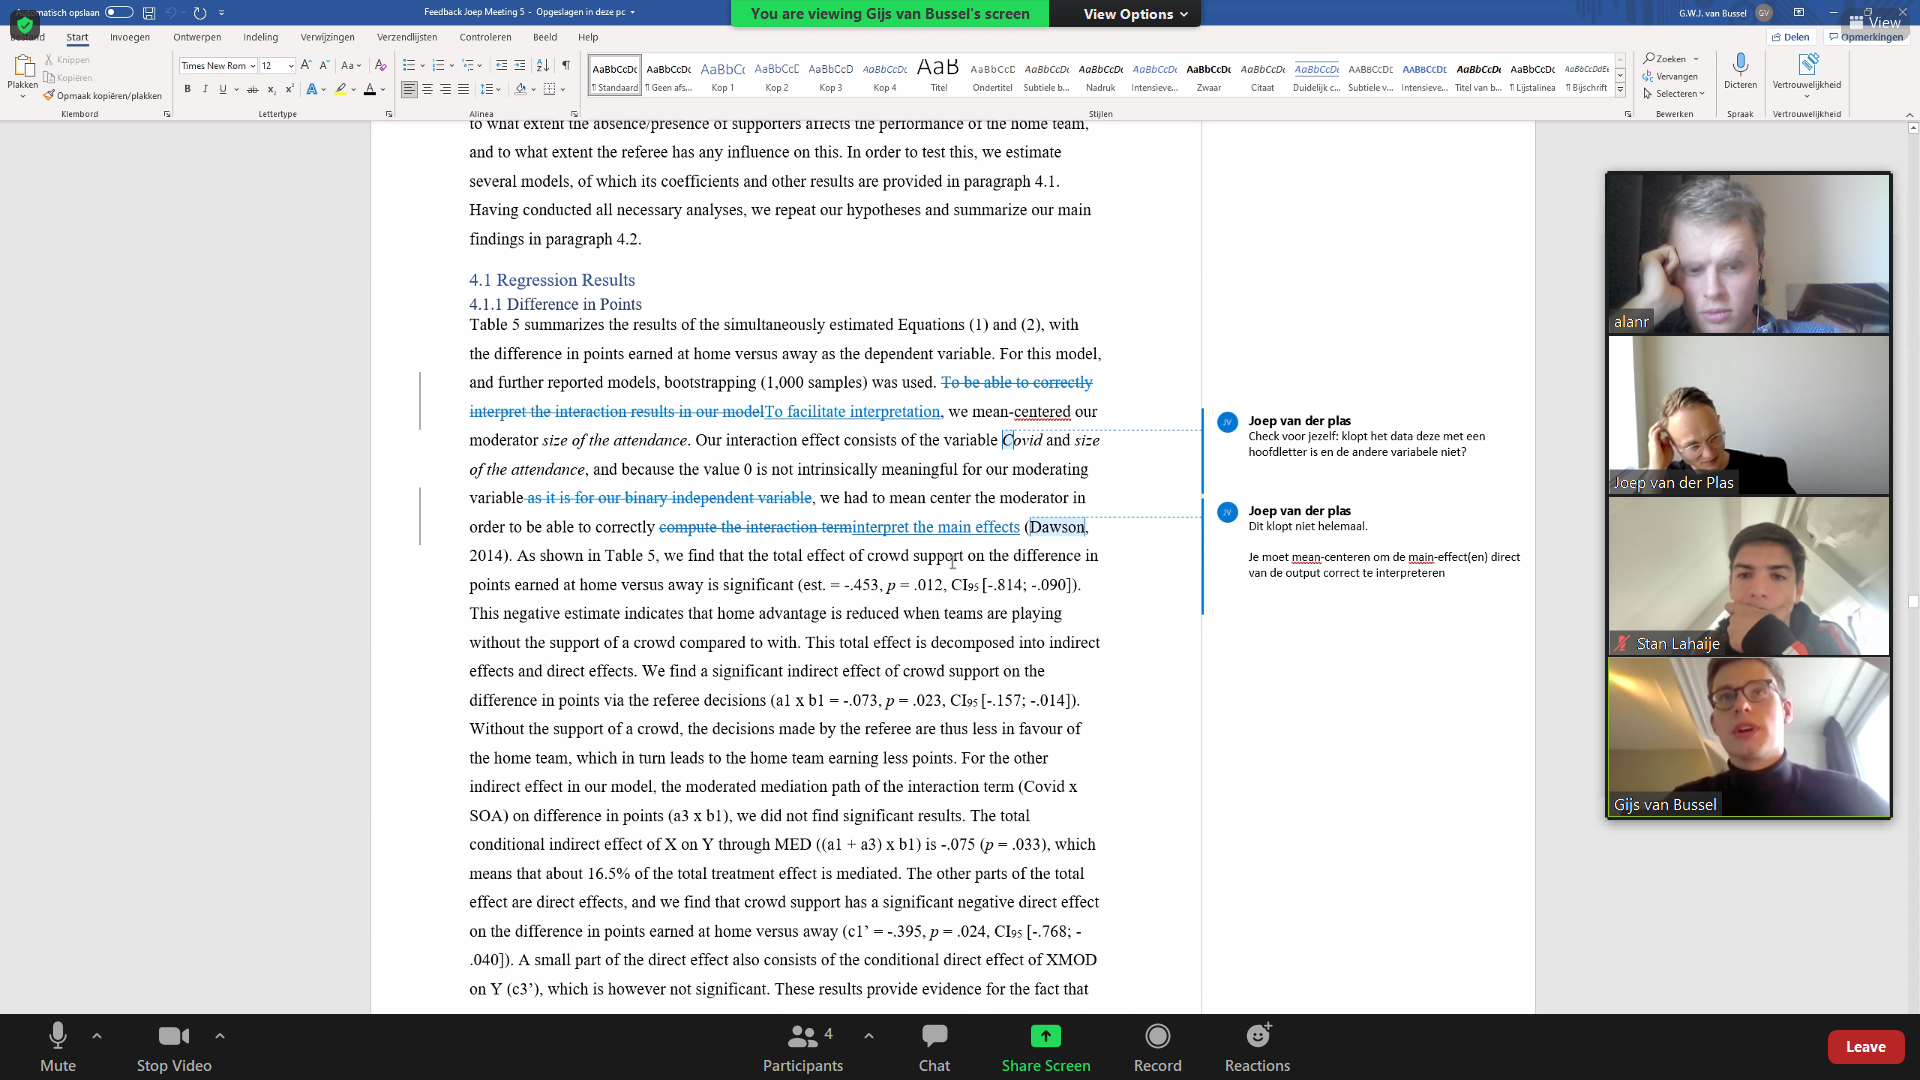 Automatisch opslaan
Feedback Joep Meeting 5 - Opgeslagen in deze pc
You are viewing Gijs van Bussel's screen
View Options
G.W.J. van Bussel
GV
View
Bestand
Start
Invoegen
Ontwerpen
Indeling
Verwijzingen
Verzendlijsten
Controleren
Beeld
Help
Delen
Opmerkingen
Plakken
Knippen
Kopiëren
Opmaak kopiëren/plakken
Klembord
Times New Rom
12
Lettertype
Alinea
¶ Standaard
¶ Geen afs...
Kop 1
Kop 2
Kop 3
Kop 4
Titel
Ondertitel
Subtiele b...
Nadruk
Intensieve...
Zwaar
Citaat
Duidelijk c...
Subtiele v...
Intensieve...
Titel van b...
¶ Lijstalinea
¶ Bijschrift
Stijlen
Zoeken
Vervangen
Selecteren
Bewerken
Dicteren
Spraak
Vertrouwelijkheid
Vertrouwelijkheid
to what extent the absence/presence of supporters affects the performance of the home team,
and to what extent the referee has any influence on this. In order to test this, we estimate
several models, of which its coefficients and other results are provided in paragraph 4.1.
Having conducted all necessary analyses, we repeat our hypotheses and summarize our main
findings in paragraph 4.2.
4.1 Regression Results
4.1.1 Difference in Points
Table 5 summarizes the results of the simultaneously estimated Equations (1) and (2), with
the difference in points earned at home versus away as the dependent variable. For this model,
and further reported models, bootstrapping (1,000 samples) was used. To be able to correctly
interpret the interaction results in our modelTo facilitate interpretation, we mean-centered our
moderator size of the attendance. Our interaction effect consists of the variable Covid and size
of the attendance, and because the value 0 is not intrinsically meaningful for our moderating
variable as it is for our binary independent variable, we had to mean center the moderator in
order to be able to correctly compute the interaction terminterpret the main effects (Dawson,
2014). As shown in Table 5, we find that the total effect of crowd support on the difference in
points earned at home versus away is significant (est. = -.453, p = .012, CI95 [-.814; -.090]).
This negative estimate indicates that home advantage is reduced when teams are playing
without the support of a crowd compared to with. This total effect is decomposed into indirect
effects and direct effects. We find a significant indirect effect of crowd support on the
difference in points via the referee decisions (a1 x b1 = -.073, p = .023, CI95 [-.157; -.014]).
Without the support of a crowd, the decisions made by the referee are thus less in favour of
the home team, which in turn leads to the home team earning less points. For the other
indirect effect in our model, the moderated mediation path of the interaction term (Covid x
SOA) on difference in points (a3 x b1), we did not find significant results. The total
conditional indirect effect of X on Y through MED ((a1 + a3) x b1) is -.075 (p = .033), which
means that about 16.5% of the total treatment effect is mediated. The other parts of the total
effect are direct effects, and we find that crowd support has a significant negative direct effect
on the difference in points earned at home versus away (c1’ = -.395, p = .024, CI95 [-.768; -
.040]). A small part of the direct effect also consists of the conditional direct effect of XMOD
on Y (c3’), which is however not significant. These results provide evidence for the fact that
JV
Joep van der plas
Check voor jezelf: klopt het data deze met een
hoofdletter is en de andere variabele niet?
JV
Joep van der plas
Dit klopt niet helemaal.
Je moet mean-centeren om de main-effect(en) direct
van de output correct te interpreteren
alanr
Joep van der Plas
Stan Lahaije
Gijs van Bussel
Mute
Stop Video
Participants
4
Chat
Share Screen
Record
Reactions
Leave